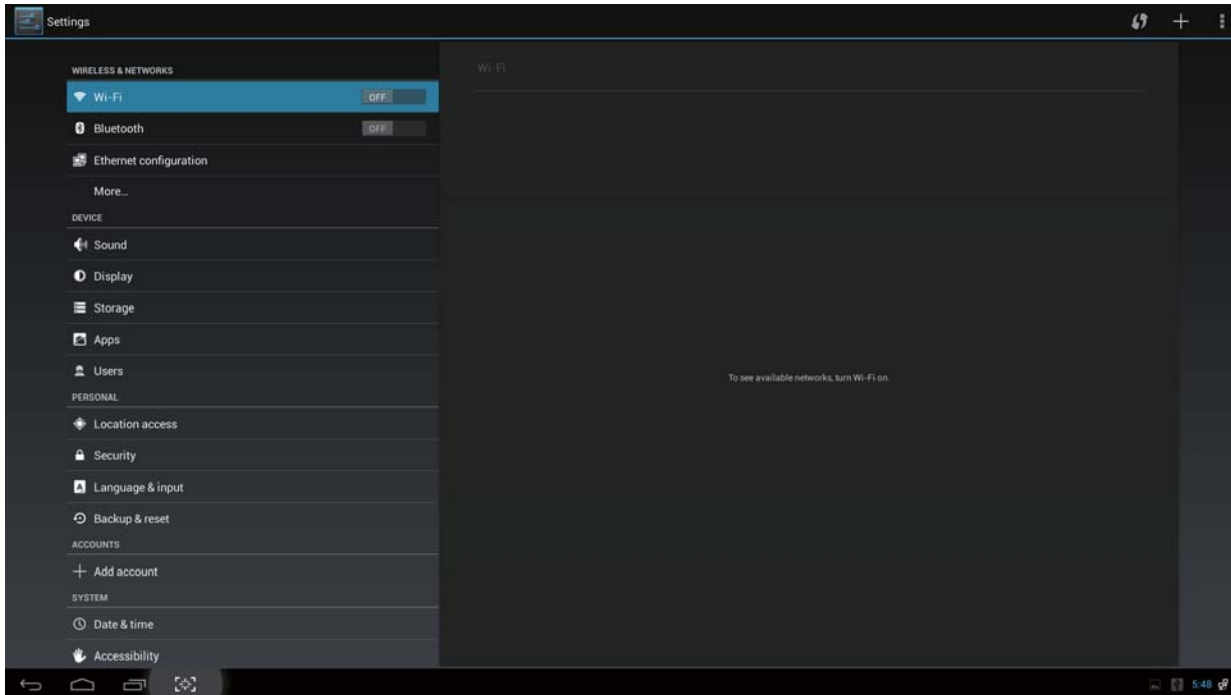 Settings
WIRELESS & NETWORKS
Wi-Fi
Wi-Fi OFF
Bluetooth OFF
Ethernet configuration
More...
DEVICE
Sound
Display
Storage
Apps
Users
To see available networks, turn Wi-Fi on.
PERSONAL
Location access
Security
Language & input
Backup & reset
ACCOUNTS
Add account
SYSTEM
Date & time
Accessibility
5:48